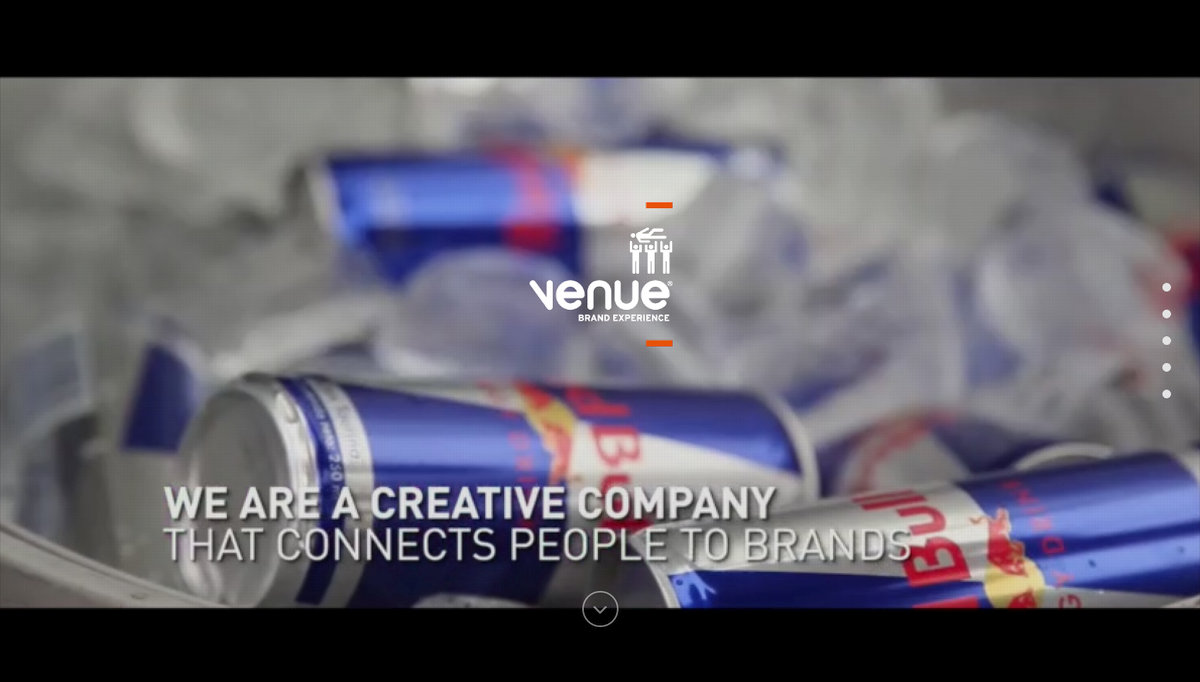 venue®
BRAND EXPERIENCE
WE ARE A CREATIVE COMPANY
THAT CONNECTS PEOPLE TO BRANDS